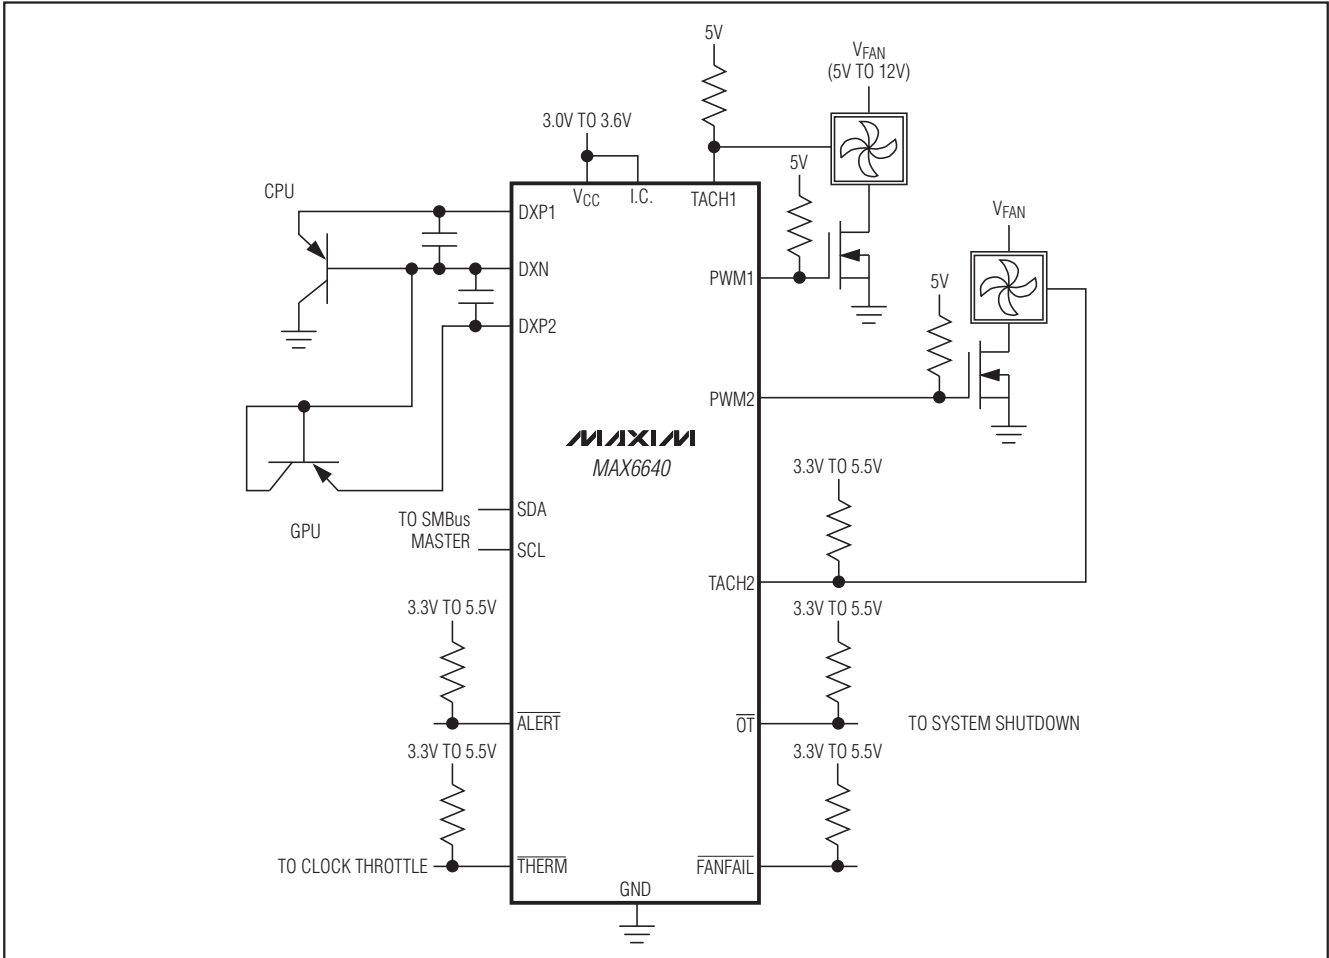 5V
VFAN
(5V TO 12V)
3.0V TO 3.6V
5V
CPU
VCC
I.C.
TACH1
DXP1
VFAN
DXN
PWM1
5V
DXP2
PWM2
MAXIM
MAX6640
3.3V TO 5.5V
SDA
TO SMBus
MASTER
GPU
SCL
TACH2
3.3V TO 5.5V
3.3V TO 5.5V
ALERT
OT
TO SYSTEM SHUTDOWN
3.3V TO 5.5V
3.3V TO 5.5V
TO CLOCK THROTTLE
THERM
FANFAIL
GND